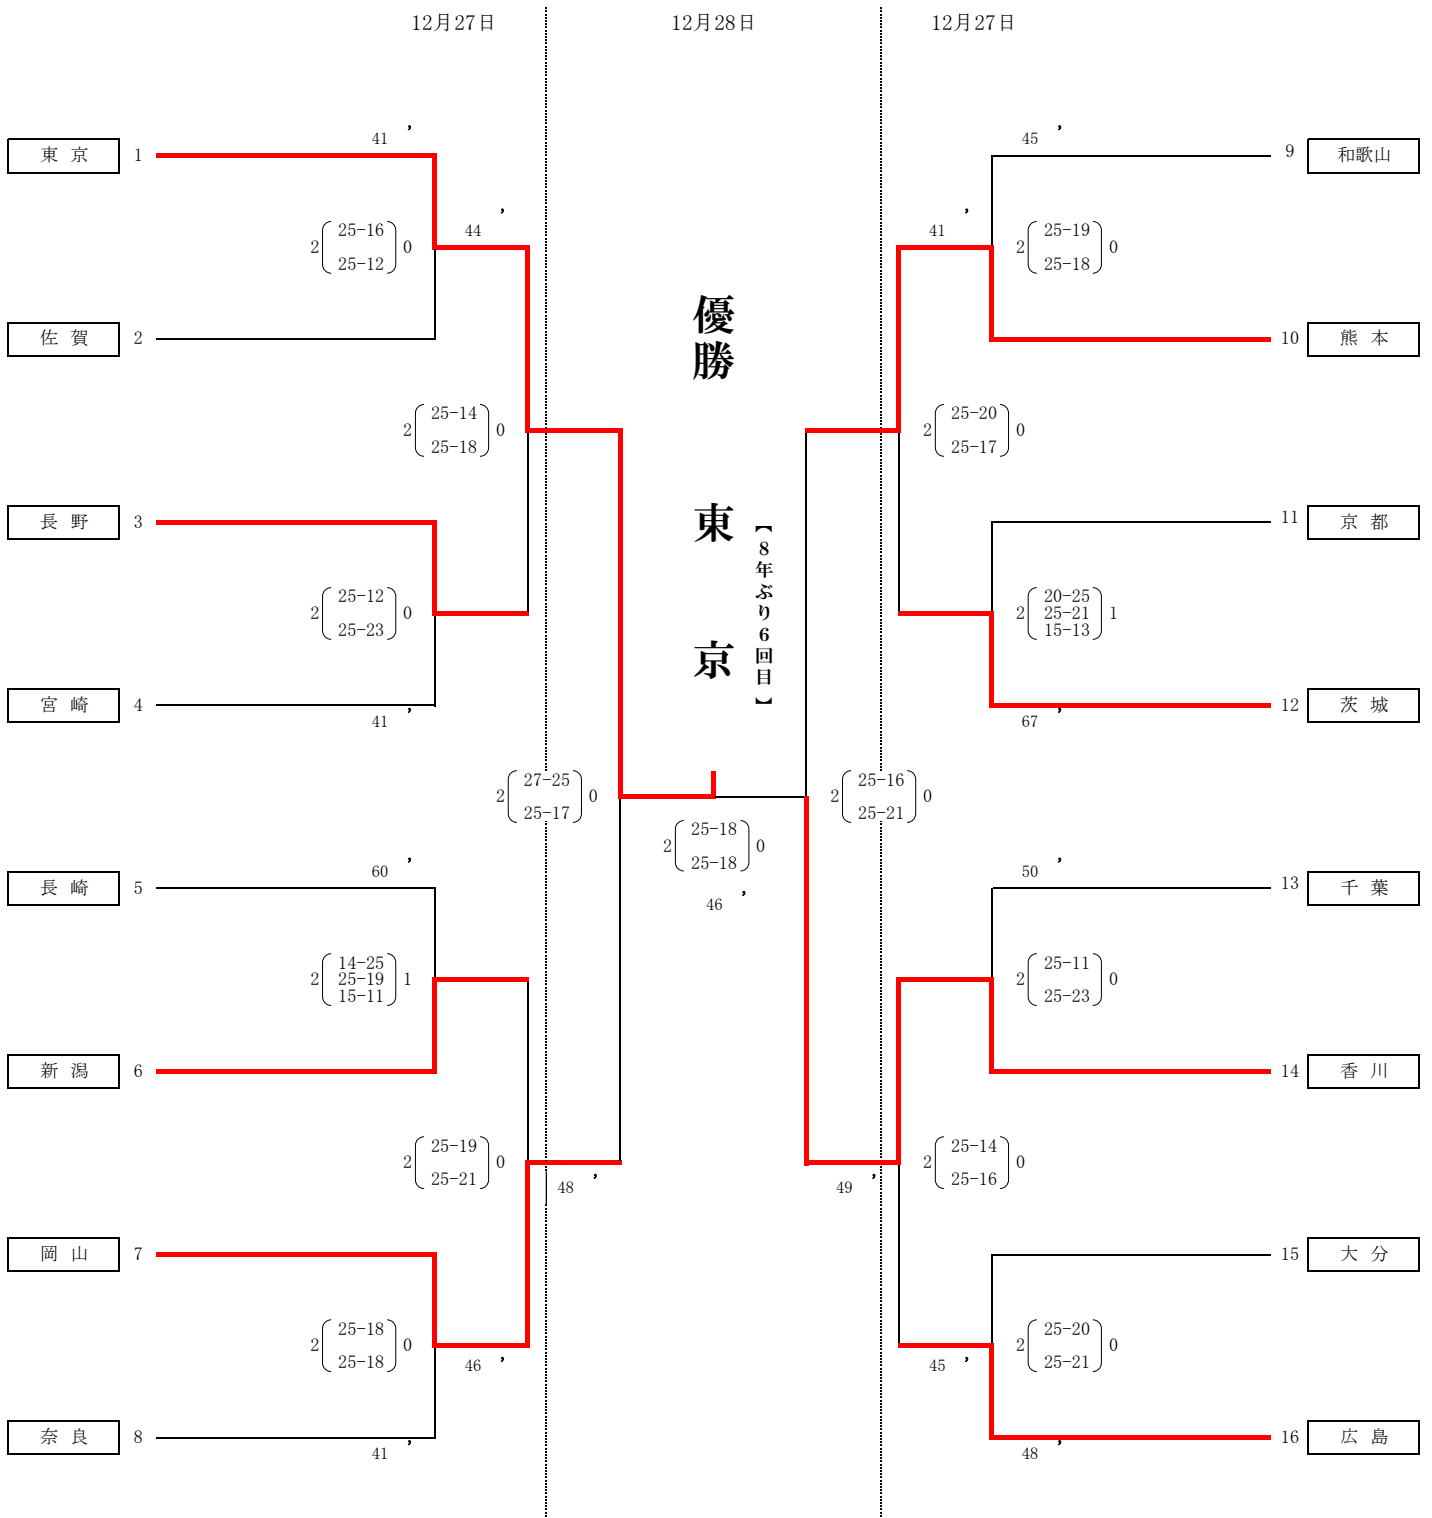 12月27日 12月28日 12月27日
41 ’ 45 ’
東 京 1 9 和歌山
2 25-16 25-12 0 44 ’ 41 ’ 2 25-19 25-18 0
佐 賀 2 10 熊 本
優勝
2 25-14 25-18 0 2 25-20 25-17 0
長 野 3 東 京 【8年ぶり6回目】 11 京 都
2 25-12 25-23 0 2 20-25 25-21 15-13 1
宮 崎 4 12 茨 城
41 ’ 67 ’
2 27-25 25-17 0 2 25-16 25-21 0
2 25-18 25-18 0
46 ’
60 ’ 50 ’
長 崎 5 13 千 葉
2 14-25 25-19 15-11 1 2 25-11 25-23 0
新 潟 6 14 香 川
2 25-19 25-21 0 48 ’ 49 ’ 2 25-14 25-16 0
岡 山 7 15 大 分
2 25-18 25-18 0 46 ’ 45 ’ 2 25-20 25-21 0
奈 良 8 16 広 島
41 ’ 48 ’